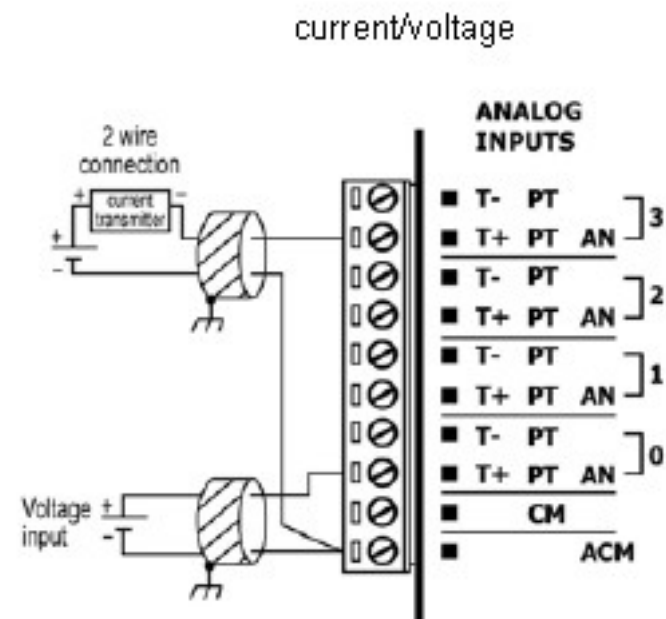 current/voltage
ANALOG
INPUTS
2 wire
connection
+ current −
transmitter
+
−
T- PT
T+ PT AN
3
T- PT
T+ PT AN
2
T- PT
T+ PT AN
1
T- PT
T+ PT AN
0
CM
ACM
Voltage +
input −